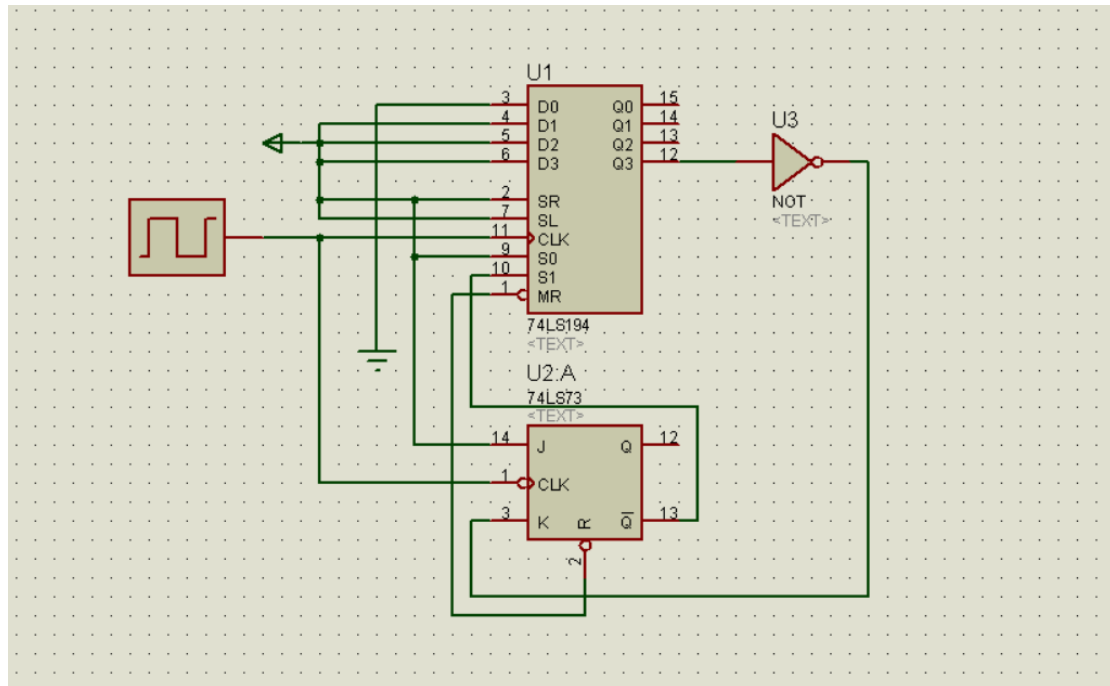 U1
3 D0 Q0 15
4 D1 Q1 14
5 D2 Q2 13
6 D3 Q3 12
2 SR
7 SL
11 CLK
9 S0
10 S1
1 MR
74LS194
<TEXT>
U3
NOT
<TEXT>
U2:A
74LS73
<TEXT>
14 J Q 12
1 CLK
3 K R Q̅ 13
2